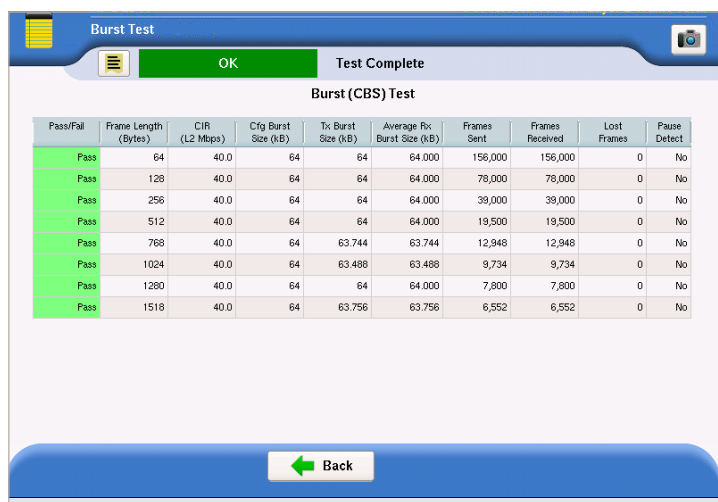 Burst Test
OK Test Complete
Burst (CBS) Test
Pass/Fail Frame Length (Bytes) CIR (L2 Mbps) Cfg Burst Size (kB) Tx Burst Size (kB) Average Rx Burst Size (kB) Frames Sent Frames Received Lost Frames Pause Detect
Pass 64 40.0 64 64 64.000 156,000 156,000 0 No
Pass 128 40.0 64 64 64.000 78,000 78,000 0 No
Pass 256 40.0 64 64 64.000 39,000 39,000 0 No
Pass 512 40.0 64 64 64.000 19,500 19,500 0 No
Pass 768 40.0 64 63.744 63.744 12,948 12,948 0 No
Pass 1024 40.0 64 63.488 63.488 9,734 9,734 0 No
Pass 1280 40.0 64 64 64.000 7,800 7,800 0 No
Pass 1518 40.0 64 63.756 63.756 6,552 6,552 0 No
Back